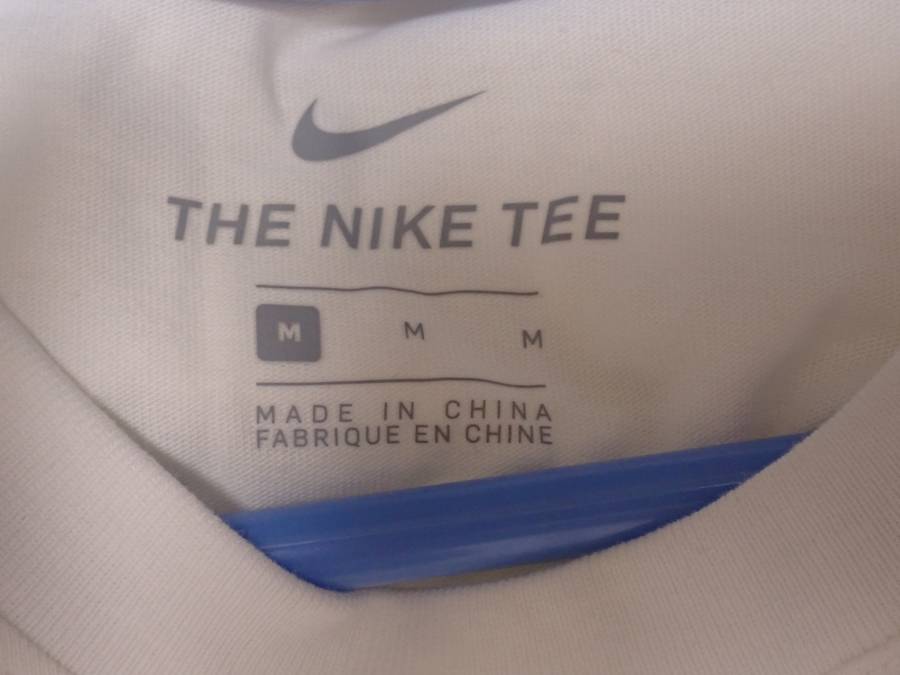 THE NIKE TEE
M M M
MADE IN CHINA
FABRIQUE EN CHINE